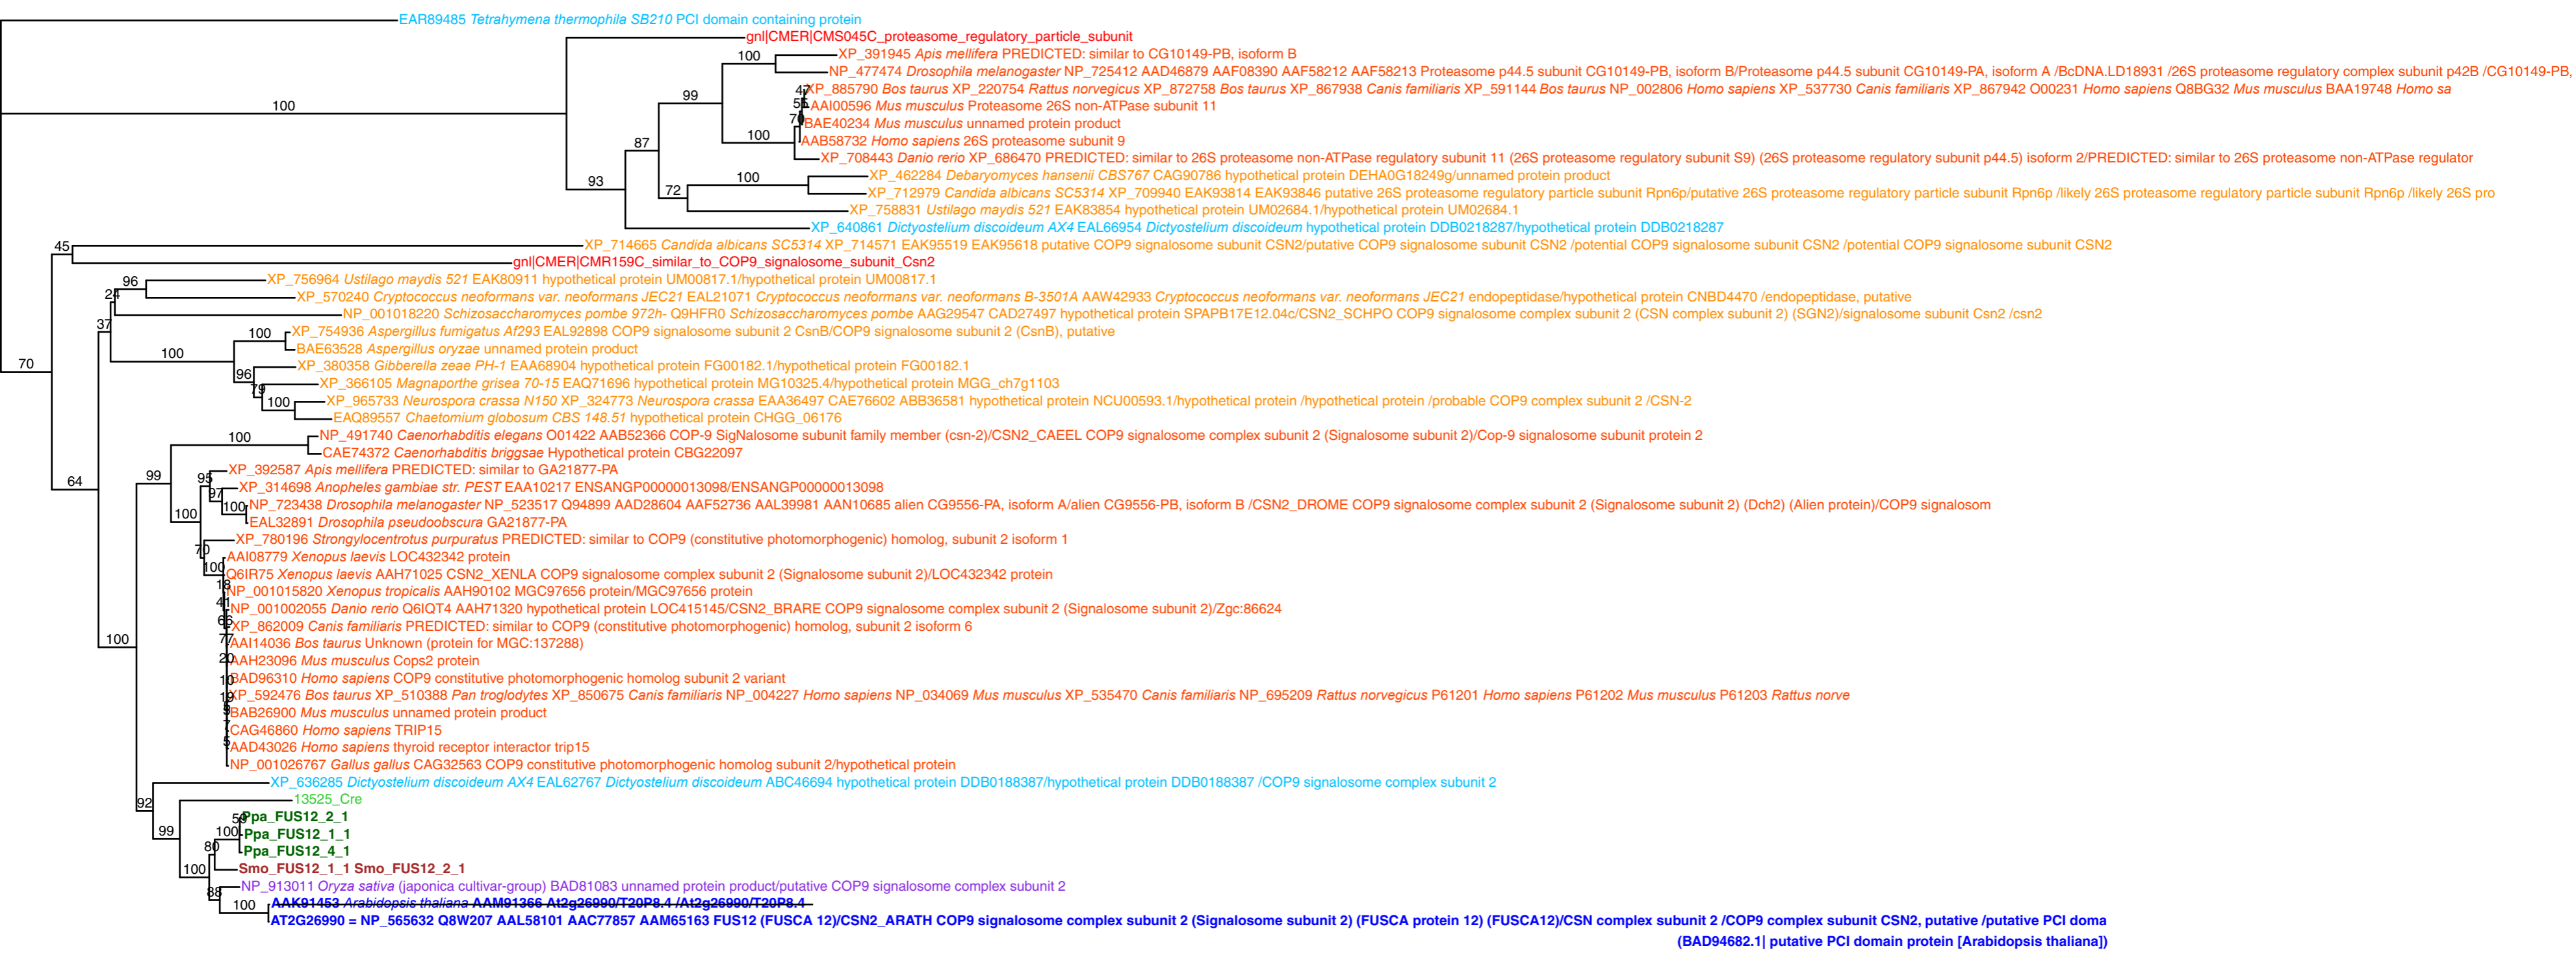 EAR89485 Tetrahymena thermophila SB210 PCI domain containing protein
gnl|CMER|CMS045C_proteasome_regulatory_particle_subunit
100 XP_391945 Apis mellifera PREDICTED: similar to CG10149-PB, isoform B
NP_477474 Drosophila melanogaster NP_725412 AAD46879 AAF08390 AAF58212 AAF58213 Proteasome p44.5 subunit CG10149-PB, isoform B/Proteasome p44.5 subunit CG10149-PA, isoform A /BcDNA.LD18931 /26S proteasome regulatory complex subunit p42B /CG10149-PB,
99 47 XP_885790 Bos taurus XP_220754 Rattus norvegicus XP_872758 Bos taurus XP_867938 Canis familiaris XP_591144 Bos taurus NP_002806 Homo sapiens XP_537730 Canis familiaris XP_867942 O00231 Homo sapiens Q8BG32 Mus musculus BAA19748 Homo sa
100 AAI00596 Mus musculus Proteasome 26S non-ATPase subunit 11
BAE40234 Mus musculus unnamed protein product
87 100 AAB58732 Homo sapiens 26S proteasome subunit 9
XP_708443 Danio rerio XP_686470 PREDICTED: similar to 26S proteasome non-ATPase regulatory subunit 11 (26S proteasome regulatory subunit S9) (26S proteasome regulatory subunit p44.5) isoform 2/PREDICTED: similar to 26S proteasome non-ATPase regulator
93 100 XP_462284 Debaryomyces hansenii CBS767 CAG90786 hypothetical protein DEHA0G18249g/unnamed protein product
72 XP_712979 Candida albicans SC5314 XP_709940 EAK93814 EAK93846 putative 26S proteasome regulatory particle subunit Rpn6p/putative 26S proteasome regulatory particle subunit Rpn6p /likely 26S proteasome regulatory particle subunit Rpn6p /likely 26S pro
XP_758831 Ustilago maydis 521 EAK83854 hypothetical protein UM02684.1/hypothetical protein UM02684.1
XP_640861 Dictyostelium discoideum AX4 EAL66954 Dictyostelium discoideum hypothetical protein DDB0218287/hypothetical protein DDB0218287
45 XP_714665 Candida albicans SC5314 XP_714571 EAK95519 EAK95618 putative COP9 signalosome subunit CSN2/putative COP9 signalosome subunit CSN2 /potential COP9 signalosome subunit CSN2 /potential COP9 signalosome subunit CSN2
gnl|CMER|CMR159C_similar_to_COP9_signalosome_subunit_Csn2
96 XP_756964 Ustilago maydis 521 EAK80911 hypothetical protein UM00817.1/hypothetical protein UM00817.1
24 XP_570240 Cryptococcus neoformans var. neoformans JEC21 EAL21071 Cryptococcus neoformans var. neoformans B-3501A AAW42933 Cryptococcus neoformans var. neoformans JEC21 endopeptidase/hypothetical protein CNBD4470 /endopeptidase, putative
NP_001018220 Schizosaccharomyces pombe 972h- Q9HFR0 Schizosaccharomyces pombe AAG29547 CAD27497 hypothetical protein SPAPB17E12.04c/CSN2_SCHPO COP9 signalosome complex subunit 2 (CSN complex subunit 2) (SGN2)/signalosome subunit Csn2 /csn2
37 100 XP_754936 Aspergillus fumigatus Af293 EAL92898 COP9 signalosome subunit 2 CsnB/COP9 signalosome subunit 2 (CsnB), putative
100 BAE63528 Aspergillus oryzae unnamed protein product
70 XP_380358 Gibberella zeae PH-1 EAA68904 hypothetical protein FG00182.1/hypothetical protein FG00182.1
96 79 XP_366105 Magnaporthe grisea 70-15 EAQ71696 hypothetical protein MG10325.4/hypothetical protein MGG_ch7g1103
100 XP_965733 Neurospora crassa N150 XP_324773 Neurospora crassa EAA36497 CAE76602 ABB36581 hypothetical protein NCU00593.1/hypothetical protein /hypothetical protein /probable COP9 complex subunit 2 /CSN-2
EAQ89557 Chaetomium globosum CBS 148.51 hypothetical protein CHGG_06176
100 NP_491740 Caenorhabditis elegans O01422 AAB52366 COP-9 SigNalosome subunit family member (csn-2)/CSN2_CAEEL COP9 signalosome complex subunit 2 (Signalosome subunit 2)/Cop-9 signalosome subunit protein 2
CAE74372 Caenorhabditis briggsae Hypothetical protein CBG22097
XP_392587 Apis mellifera PREDICTED: similar to GA21877-PA
64 99 95 97 XP_314698 Anopheles gambiae str. PEST EAA10217 ENSANGP00000013098/ENSANGP00000013098
100 100 NP_723438 Drosophila melanogaster NP_523517 Q94899 AAD28604 AAF52736 AAL39981 AAN10685 alien CG9556-PA, isoform A/alien CG9556-PB, isoform B /CSN2_DROME COP9 signalosome complex subunit 2 (Signalosome subunit 2) (Dch2) (Alien protein)/COP9 signalosom
EAL32891 Drosophila pseudoobscura GA21877-PA
70 XP_780196 Strongylocentrotus purpuratus PREDICTED: similar to COP9 (constitutive photomorphogenic) homolog, subunit 2 isoform 1
AAI08779 Xenopus laevis LOC432342 protein
100 Q6IR75 Xenopus laevis AAH71025 CSN2_XENLA COP9 signalosome complex subunit 2 (Signalosome subunit 2)/LOC432342 protein
18 NP_001015820 Xenopus tropicalis AAH90102 MGC97656 protein/MGC97656 protein
41 NP_001002055 Danio rerio Q6IQT4 AAH71320 hypothetical protein LOC415145/CSN2_BRARE COP9 signalosome complex subunit 2 (Signalosome subunit 2)/Zgc:86624
66 XP_862009 Canis familiaris PREDICTED: similar to COP9 (constitutive photomorphogenic) homolog, subunit 2 isoform 6
100 77 AAI14036 Bos taurus Unknown (protein for MGC:137288)
20 AAH23096 Mus musculus Cops2 protein
10 BAD96310 Homo sapiens COP9 constitutive photomorphogenic homolog subunit 2 variant
19 XP_592476 Bos taurus XP_510388 Pan troglodytes XP_850675 Canis familiaris NP_004227 Homo sapiens NP_034069 Mus musculus XP_535470 Canis familiaris NP_695209 Rattus norvegicus P61201 Homo sapiens P61202 Mus musculus P61203 Rattus norve
BAB26900 Mus musculus unnamed protein product
CAG46860 Homo sapiens TRIP15
AAD43026 Homo sapiens thyroid receptor interactor trip15
NP_001026767 Gallus gallus CAG32563 COP9 constitutive photomorphogenic homolog subunit 2/hypothetical protein
XP_636285 Dictyostelium discoideum AX4 EAL62767 Dictyostelium discoideum ABC46694 hypothetical protein DDB0188387/hypothetical protein DDB0188387 /COP9 signalosome complex subunit 2
92 13525_Cre
59 Ppa_FUS12_2_1
99 100 Ppa_FUS12_1_1
80 Ppa_FUS12_4_1
100 Smo_FUS12_1_1 Smo_FUS12_2_1
88 NP_913011 Oryza sativa (japonica cultivar-group) BAD81083 unnamed protein product/putative COP9 signalosome complex subunit 2
100 AAK91453 Arabidopsis thaliana AAM91366 At2g26990/T20P8.4 /At2g26990/T20P8.4
AT2G26990 = NP_565632 Q8W207 AAL58101 AAC77857 AAM65163 FUS12 (FUSCA 12)/CSN2_ARATH COP9 signalosome complex subunit 2 (Signalosome subunit 2) (FUSCA protein 12) (FUSCA12)/CSN complex subunit 2 /COP9 complex subunit CSN2, putative /putative PCI doma
(BAD94682.1| putative PCI domain protein [Arabidopsis thaliana])